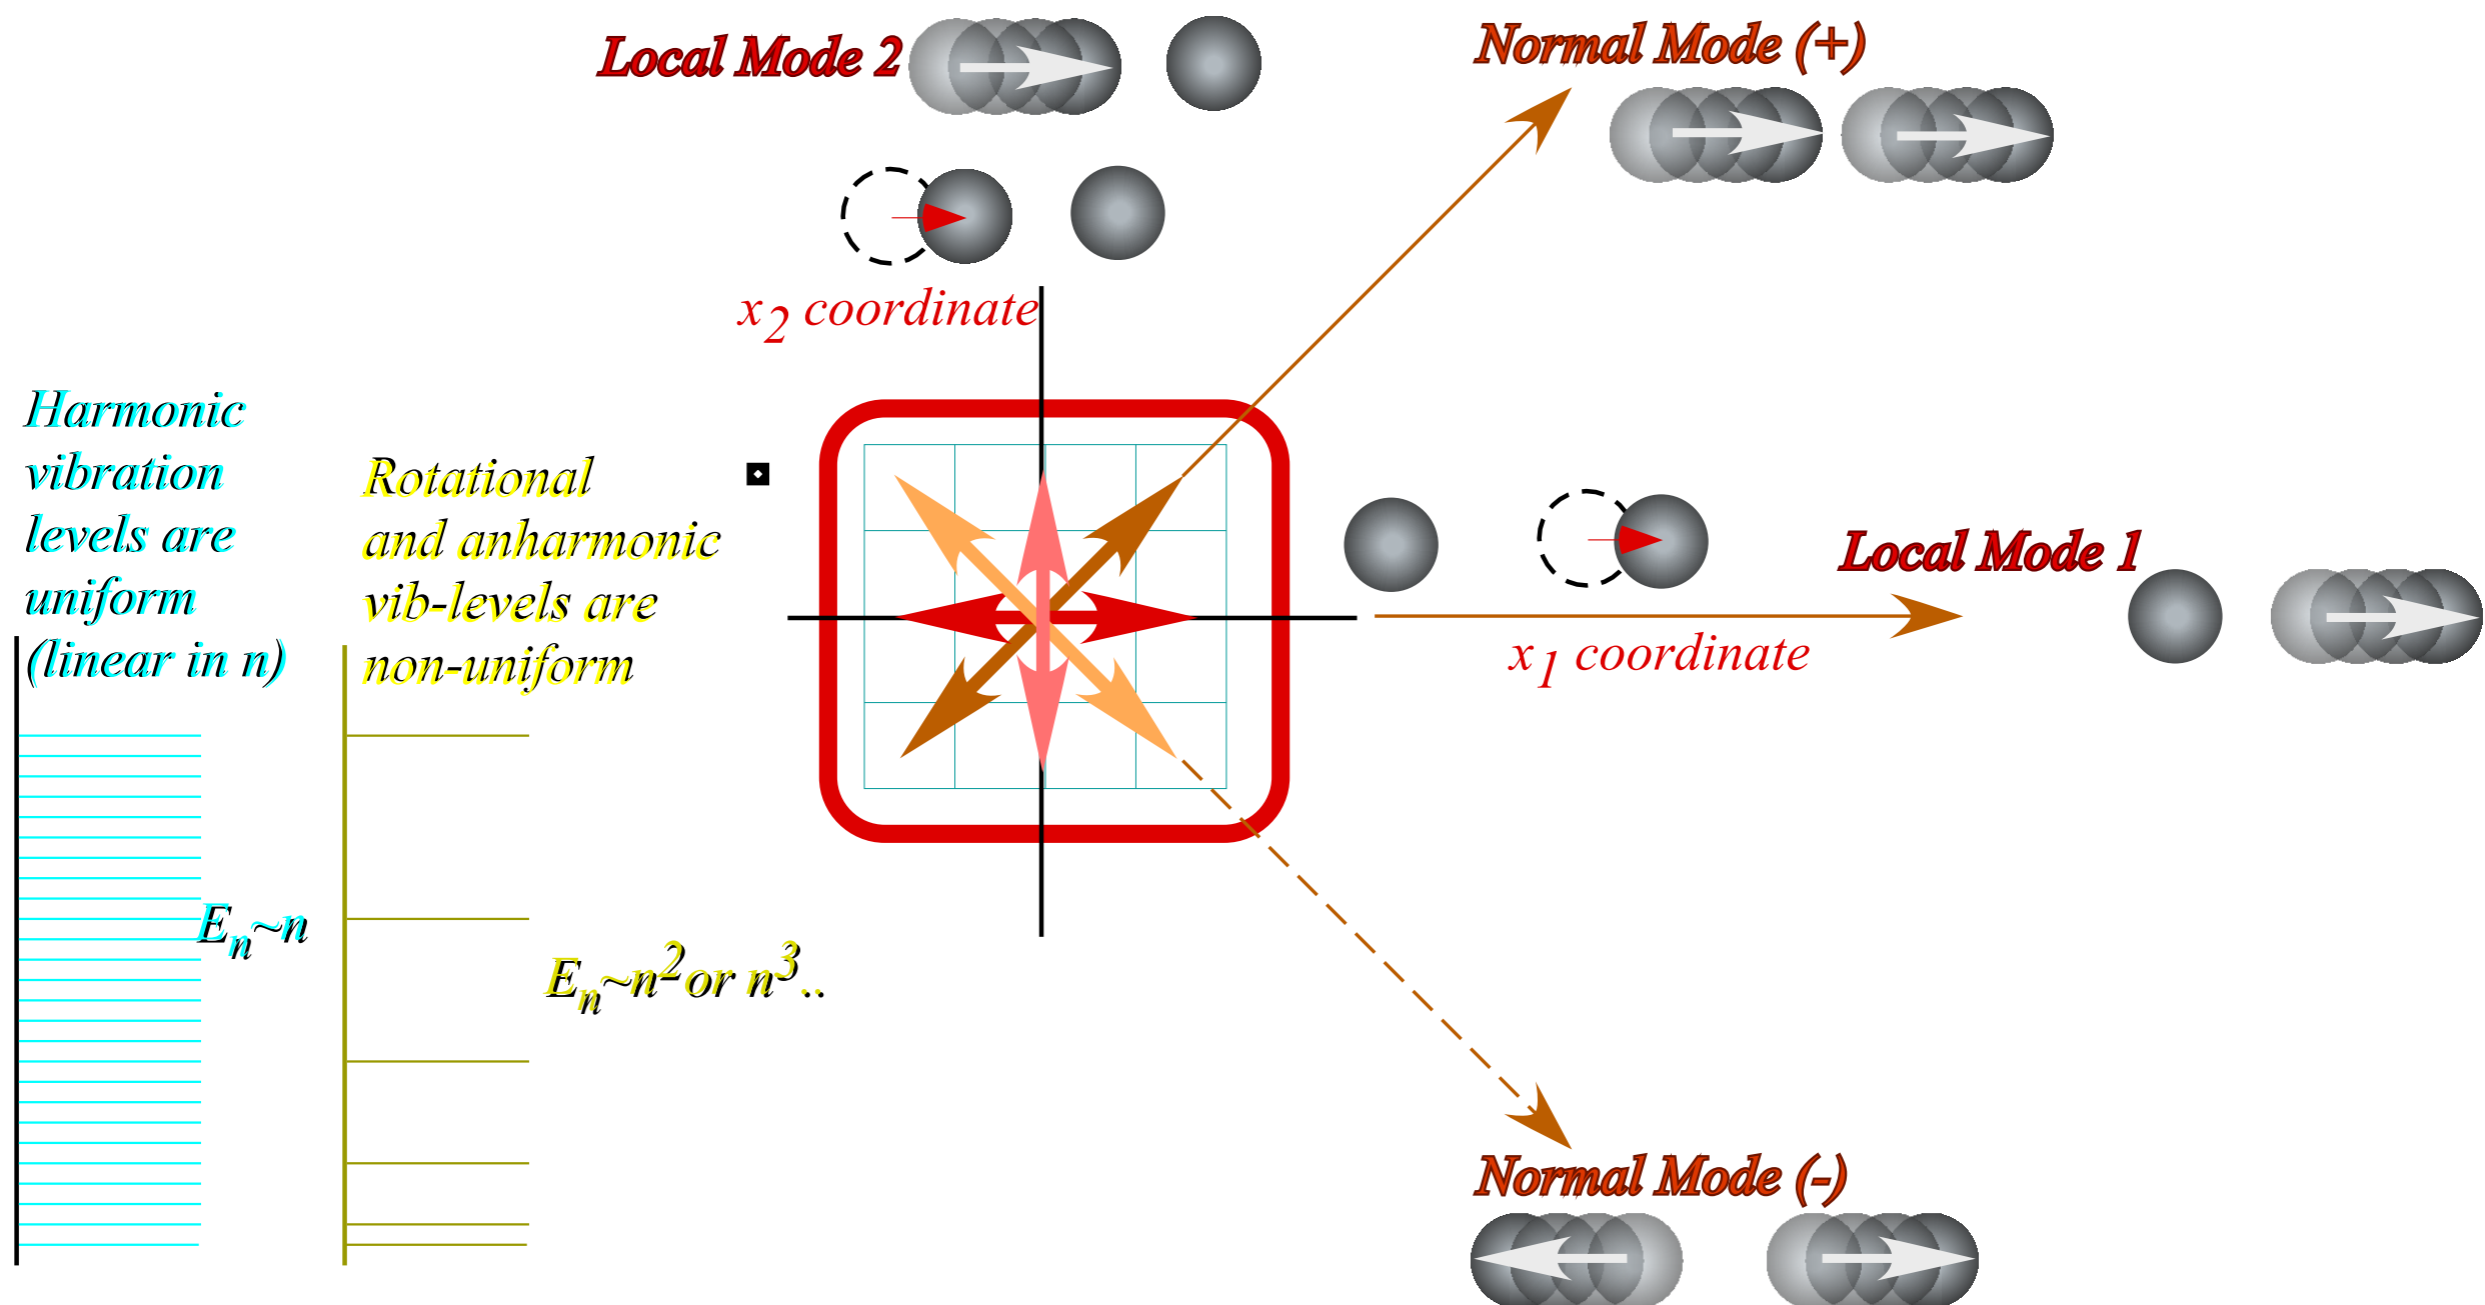 Local Mode 2
Normal Mode (+)
x2 coordinate
Harmonic
vibration
levels are
uniform
(linear in n)
Rotational
and anharmonic
vib-levels are
non-uniform
Local Mode 1
x1 coordinate
En~n
En~n2or n3..
Normal Mode (-)